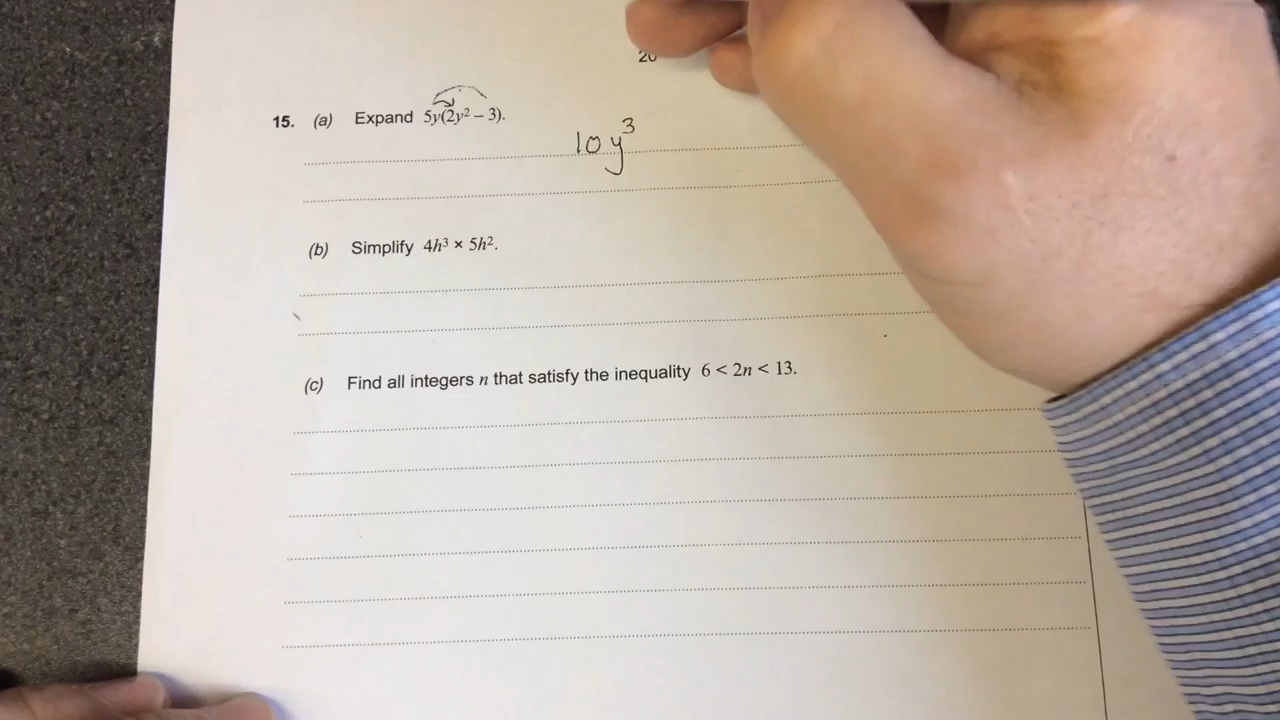 20
15. (a) Expand 5y(2y² – 3).
10y³
(b) Simplify 4h³ × 5h².
(c) Find all integers n that satisfy the inequality 6 < 2n < 13.